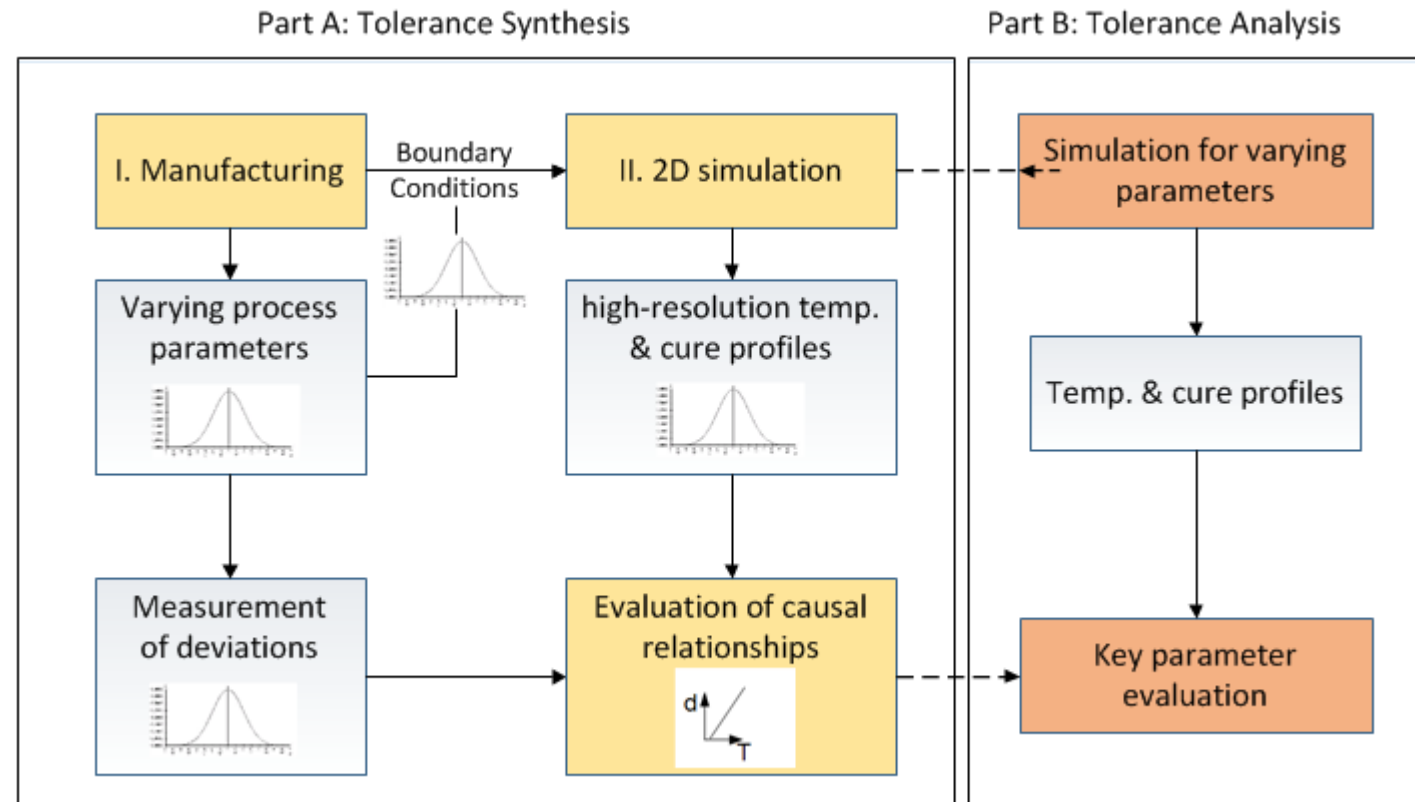 Part A: Tolerance Synthesis
Part B: Tolerance Analysis
I. Manufacturing
Boundary
Conditions
II. 2D simulation
Simulation for varying
parameters
Varying process
parameters
high-resolution temp.
& cure profiles
Temp. & cure profiles
Measurement
of deviations
Evaluation of causal
relationships
d
T
Key parameter
evaluation